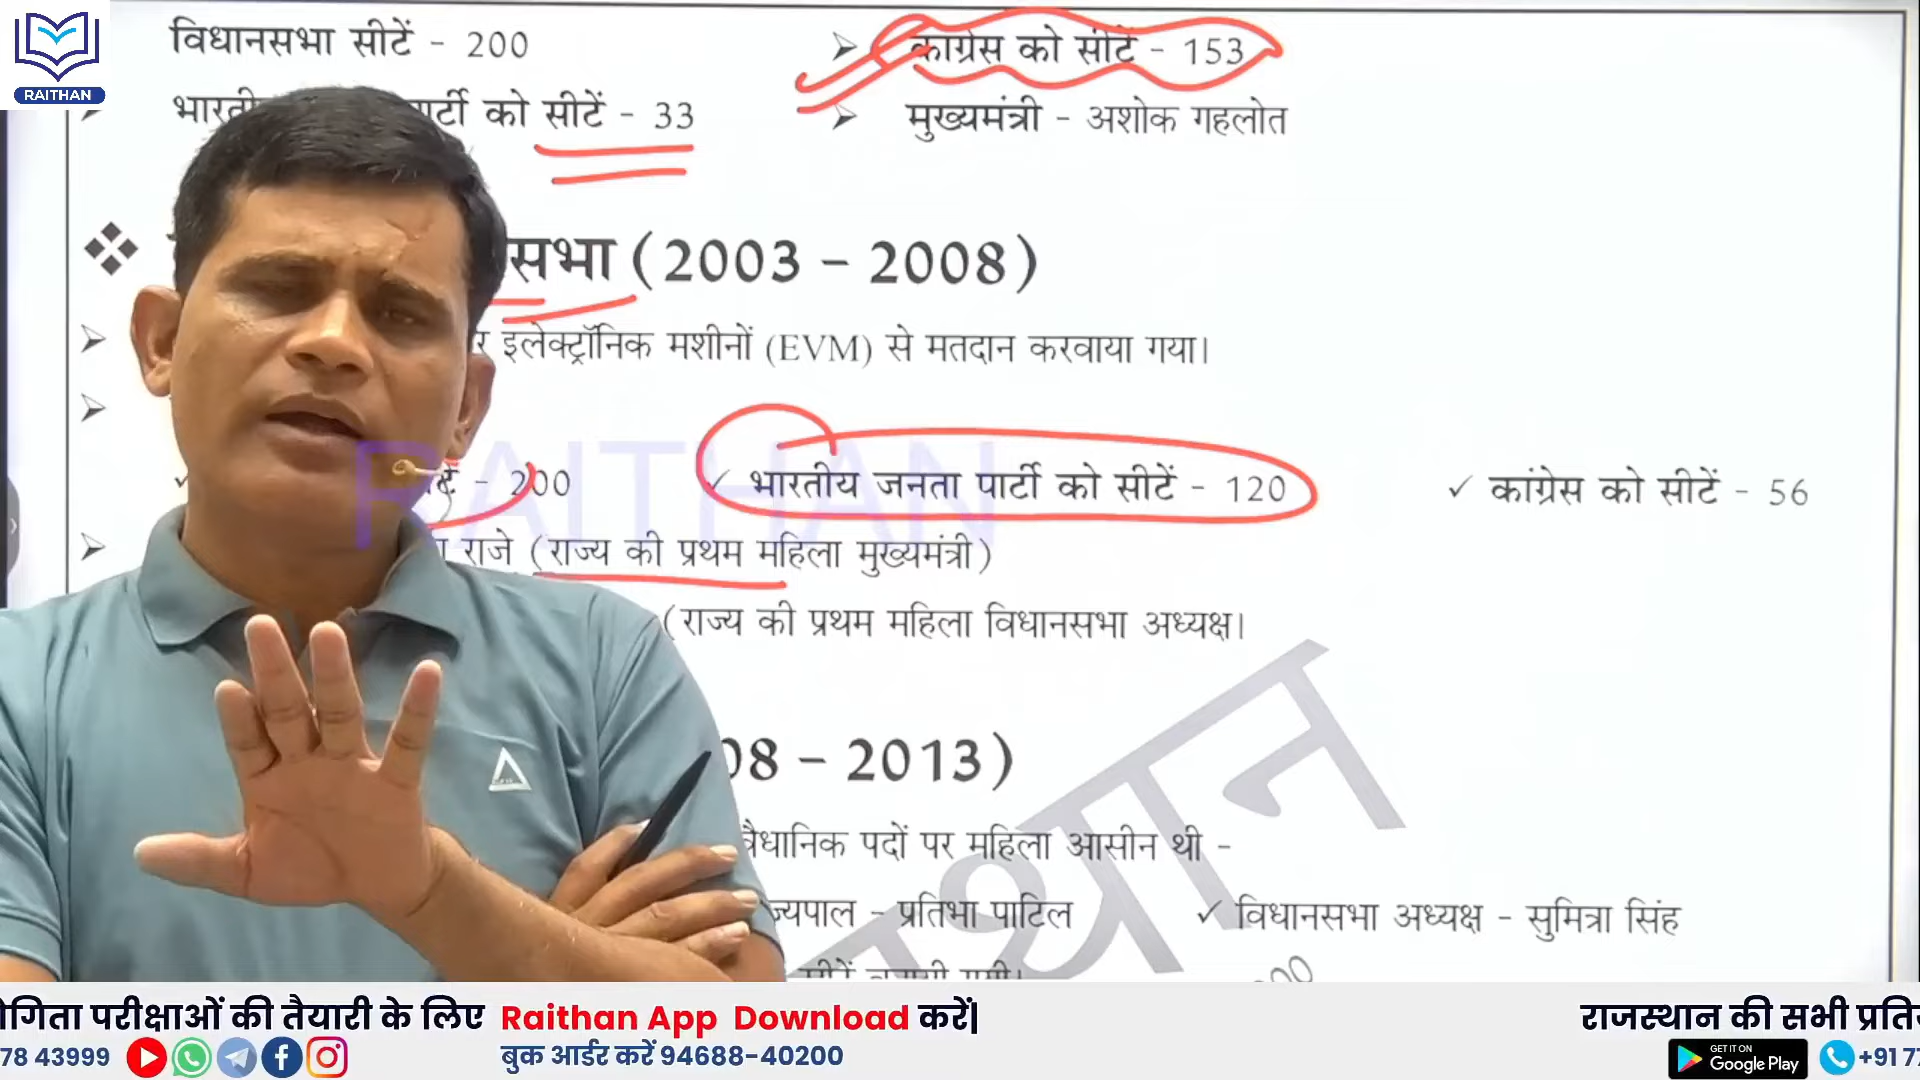 RAITHAN
विधानसभा सीटें - 200
कांग्रेस को सीटें - 153
पार्टी को सीटें - 33
मुख्यमंत्री - अशोक गहलोत
सभा (2003 - 2008)
इलेक्ट्रॉनिक मशीनों (EVM) से मतदान करवाया गया।
- 200
भारतीय जनता पार्टी को सीटें - 120
कांग्रेस को सीटें - 56
RAITHAN
राजे (राज्य की प्रथम महिला मुख्यमंत्री)
(राज्य की प्रथम महिला विधानसभा अध्यक्ष।
08 - 2013)
पदों पर महिला आसीन थी -
- प्रतिभा पाटिल
विधानसभा अध्यक्ष - सुमित्रा सिंह
परीक्षाओं की तैयारी के लिए Raithan App Download करें|
राजस्थान की सभी
78 43999
बुक आर्डर करें 94688-40200
GET IT ON
Google Play
+91 7